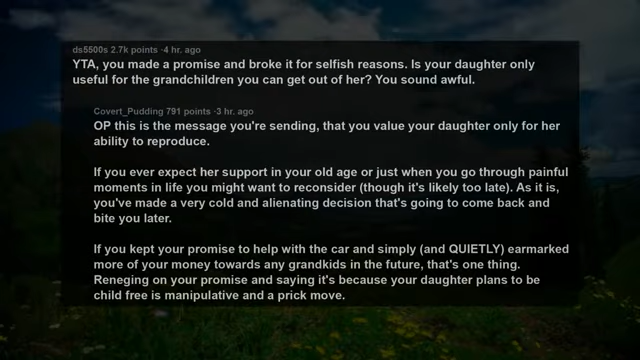 ds5500s 2.7k points ·4 hr. ago
YTA, you made a promise and broke it for selfish reasons. Is your daughter only
useful for the grandchildren you can get out of her? You sound awful.
Covert_Pudding 791 points ·3 hr. ago
OP this is the message you're sending, that you value your daughter only for her
ability to reproduce.
If you ever expect her support in your old age or just when you go through painful
moments in life you might want to reconsider (though it's likely too late). As it is,
you've made a very cold and alienating decision that's going to come back and
bite you later.
If you kept your promise to help with the car and simply (and QUIETLY) earmarked
more of your money towards any grandkids in the future, that's one thing.
Reneging on your promise and saying it's because your daughter plans to be
child free is manipulative and a prick move.